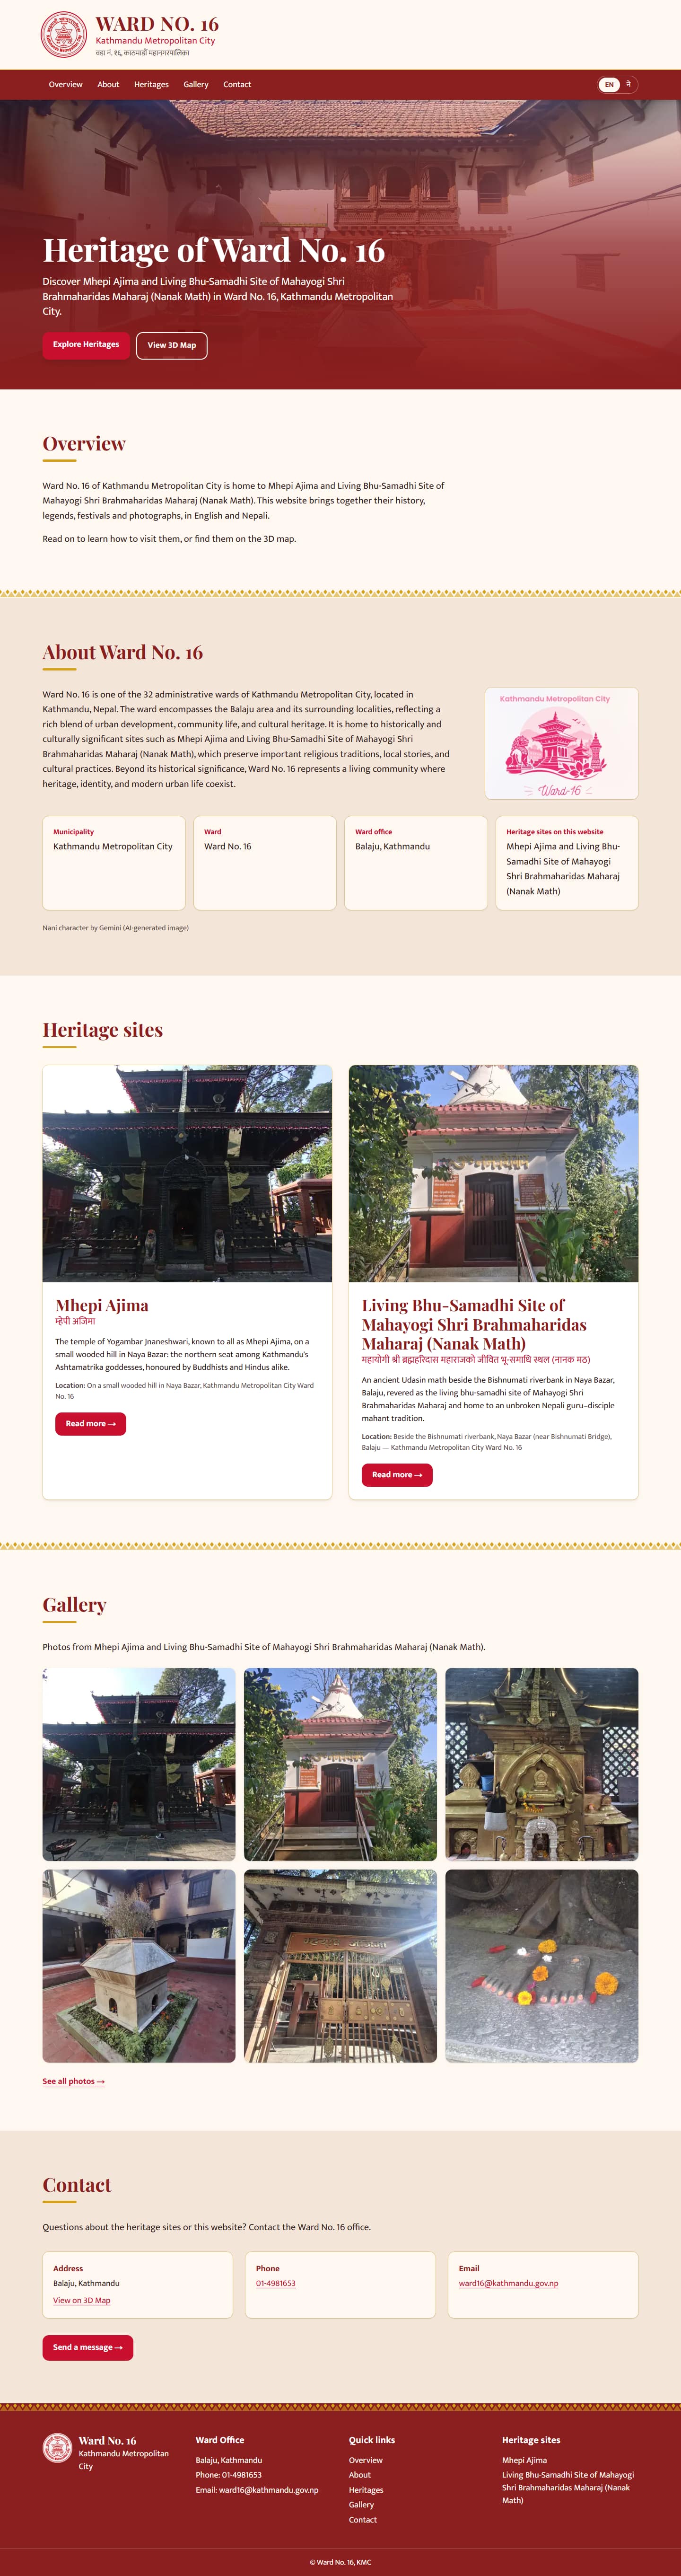 WARD NO. 16
Kathmandu Metropolitan City
वडा नं. १६, काठमाडौं महानगरपालिका
Overview About Heritages Gallery Contact EN ने
Heritage of Ward No. 16
Discover Mhepi Ajima and Living Bhu-Samadhi Site of Mahayogi Shri
Brahmaharidas Maharaj (Nanak Math) in Ward No. 16, Kathmandu Metropolitan
City.
Explore Heritages View 3D Map
Overview
Ward No. 16 of Kathmandu Metropolitan City is home to Mhepi Ajima and Living Bhu-Samadhi Site of
Mahayogi Shri Brahmaharidas Maharaj (Nanak Math). This website brings together their history,
legends, festivals and photographs, in English and Nepali.
Read on to learn how to visit them, or find them on the 3D map.
About Ward No. 16
Ward No. 16 is one of the 32 administrative wards of Kathmandu Metropolitan City, located in
Kathmandu, Nepal. The ward encompasses the Balaju area and its surrounding localities, reflecting a
rich blend of urban development, community life, and cultural heritage. It is home to historically and
culturally significant sites such as Mhepi Ajima and Living Bhu-Samadhi Site of Mahayogi Shri
Brahmaharidas Maharaj (Nanak Math), which preserve important religious traditions, local stories, and
cultural practices. Beyond its historical significance, Ward No. 16 represents a living community where
heritage, identity, and modern urban life coexist.
Kathmandu Metropolitan City
Ward-16
Municipality
Kathmandu Metropolitan City
Ward
Ward No. 16
Ward office
Balaju, Kathmandu
Heritage sites on this website
Mhepi Ajima and Living Bhu-
Samadhi Site of Mahayogi
Shri Brahmaharidas Maharaj
(Nanak Math)
Nani character by Gemini (AI-generated image)
Heritage sites
Mhepi Ajima
म्हेपी अजिमा
The temple of Yogambar Jnaneshwari, known to all as Mhepi Ajima, on a
small wooded hill in Naya Bazar: the northern seat among Kathmandu's
Ashtamatrika goddesses, honoured by Buddhists and Hindus alike.
Location: On a small wooded hill in Naya Bazar, Kathmandu Metropolitan City Ward
No. 16
Read more →
Living Bhu-Samadhi Site of
Mahayogi Shri Brahmaharidas
Maharaj (Nanak Math)
महायोगी श्री ब्रह्महरिदास महाराजको जीवित भू-समाधि स्थल (नानक मठ)
An ancient Udasin math beside the Bishnumati riverbank in Naya Bazar,
Balaju, revered as the living bhu-samadhi site of Mahayogi Shri
Brahmaharidas Maharaj and home to an unbroken Nepali guru–disciple
mahant tradition.
Location: Beside the Bishnumati riverbank, Naya Bazar (near Bishnumati Bridge),
Balaju — Kathmandu Metropolitan City Ward No. 16
Read more →
Gallery
Photos from Mhepi Ajima and Living Bhu-Samadhi Site of Mahayogi Shri Brahmaharidas Maharaj (Nanak Math).
See all photos →
Contact
Questions about the heritage sites or this website? Contact the Ward No. 16 office.
Address
Balaju, Kathmandu
View on 3D Map
Phone
01-4981653
Email
ward16@kathmandu.gov.np
Send a message →
Ward No. 16
Kathmandu Metropolitan
City
Ward Office
Balaju, Kathmandu
Phone: 01-4981653
Email: ward16@kathmandu.gov.np
Quick links
Overview
About
Heritages
Gallery
Contact
Heritage sites
Mhepi Ajima
Living Bhu-Samadhi Site of Mahayogi
Shri Brahmaharidas Maharaj (Nanak
Math)
© Ward No. 16, KMC